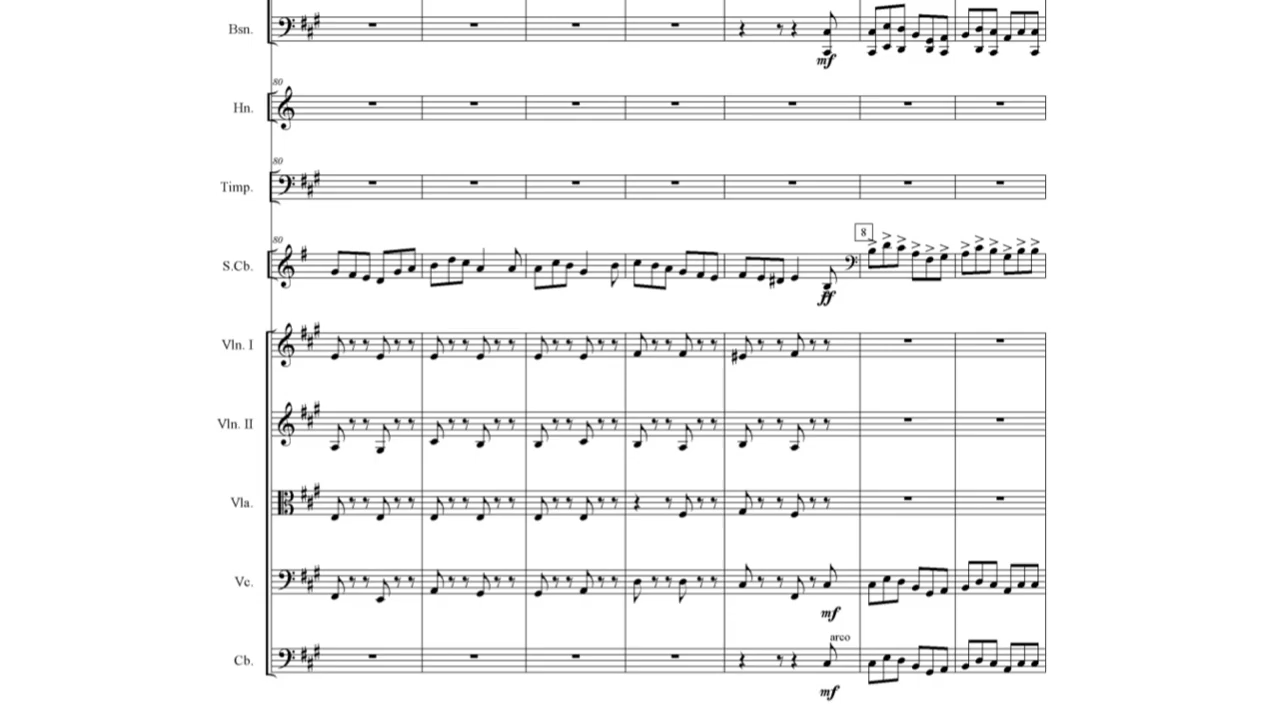 Bsn.
mf
80
Hn.
80
Timp.
80
8
S.Cb.
ff
Vln. I
Vln. II
Vla.
Vc.
mf
arco
Cb.
mf